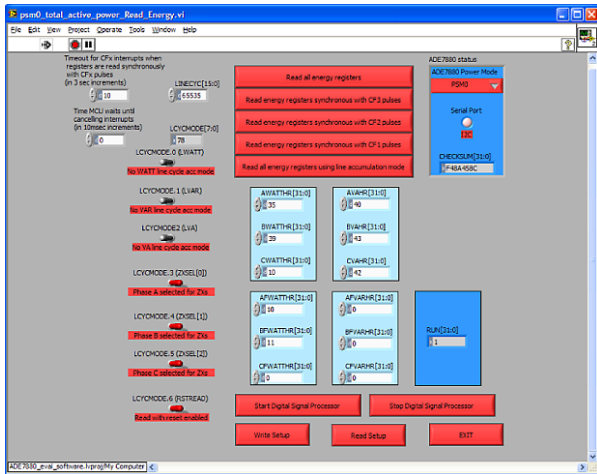 psm0_total_active_power_Read_Energy.vi
File Edit View Project Operate Tools Window Help
Timeout for CFx interrupts when
registers are read synchronously
with CFx pulses
(in 3 sec increments)
10
LINECYC[15:0]
65535
Time MCU waits until
cancelling interrupts
(in 10msec increments)
0
LCYCMODE[7:0]
78
LCYCMODE.0 (LWATT)
No WATT line cycle acc mode
LCYCMODE.1 (LVAR)
No VAR line cycle acc mode
LCYCMODE2 (LVA)
No VA line cycle acc mode
LCYCMODE.3 (ZXSEL[0])
Phase A selected for ZXs
LCYCMODE.4 (ZXSEL[1])
Phase B selected for ZXs
LCYCMODE.5 (ZXSEL[2])
Phase C selected for ZXs
LCYCMODE.6 (RSTREAD)
Read with reset enabled
Read all energy registers
Read energy registers synchronous with CF3 pulses
Read energy registers synchronous with CF2 pulses
Read energy registers synchronous with CF1 pulses
Read all energy registers using line accumulation mode
AWATTHR[31:0]
35
BWATTHR[31:0]
39
CWATTHR[31:0]
10
AVAHR[31:0]
48
BVAHR[31:0]
43
CVAHR[31:0]
42
AFWATTHR[31:0]
10
BFWATTHR[31:0]
11
CFWATTHR[31:0]
0
AFVARHR[31:0]
0
BFVARHR[31:0]
0
CFVARHR[31:0]
0
ADE7880 status
ADE7880 Power Mode
PSM0
Serial Port
I2C
CHECKSUM[31:0]
F48A458C
RUN[31:0]
1
Start Digital Signal Processor
Stop Digital Signal Processor
Write Setup
Read Setup
EXIT
ADE7880_eval_software.lvproj/My Computer